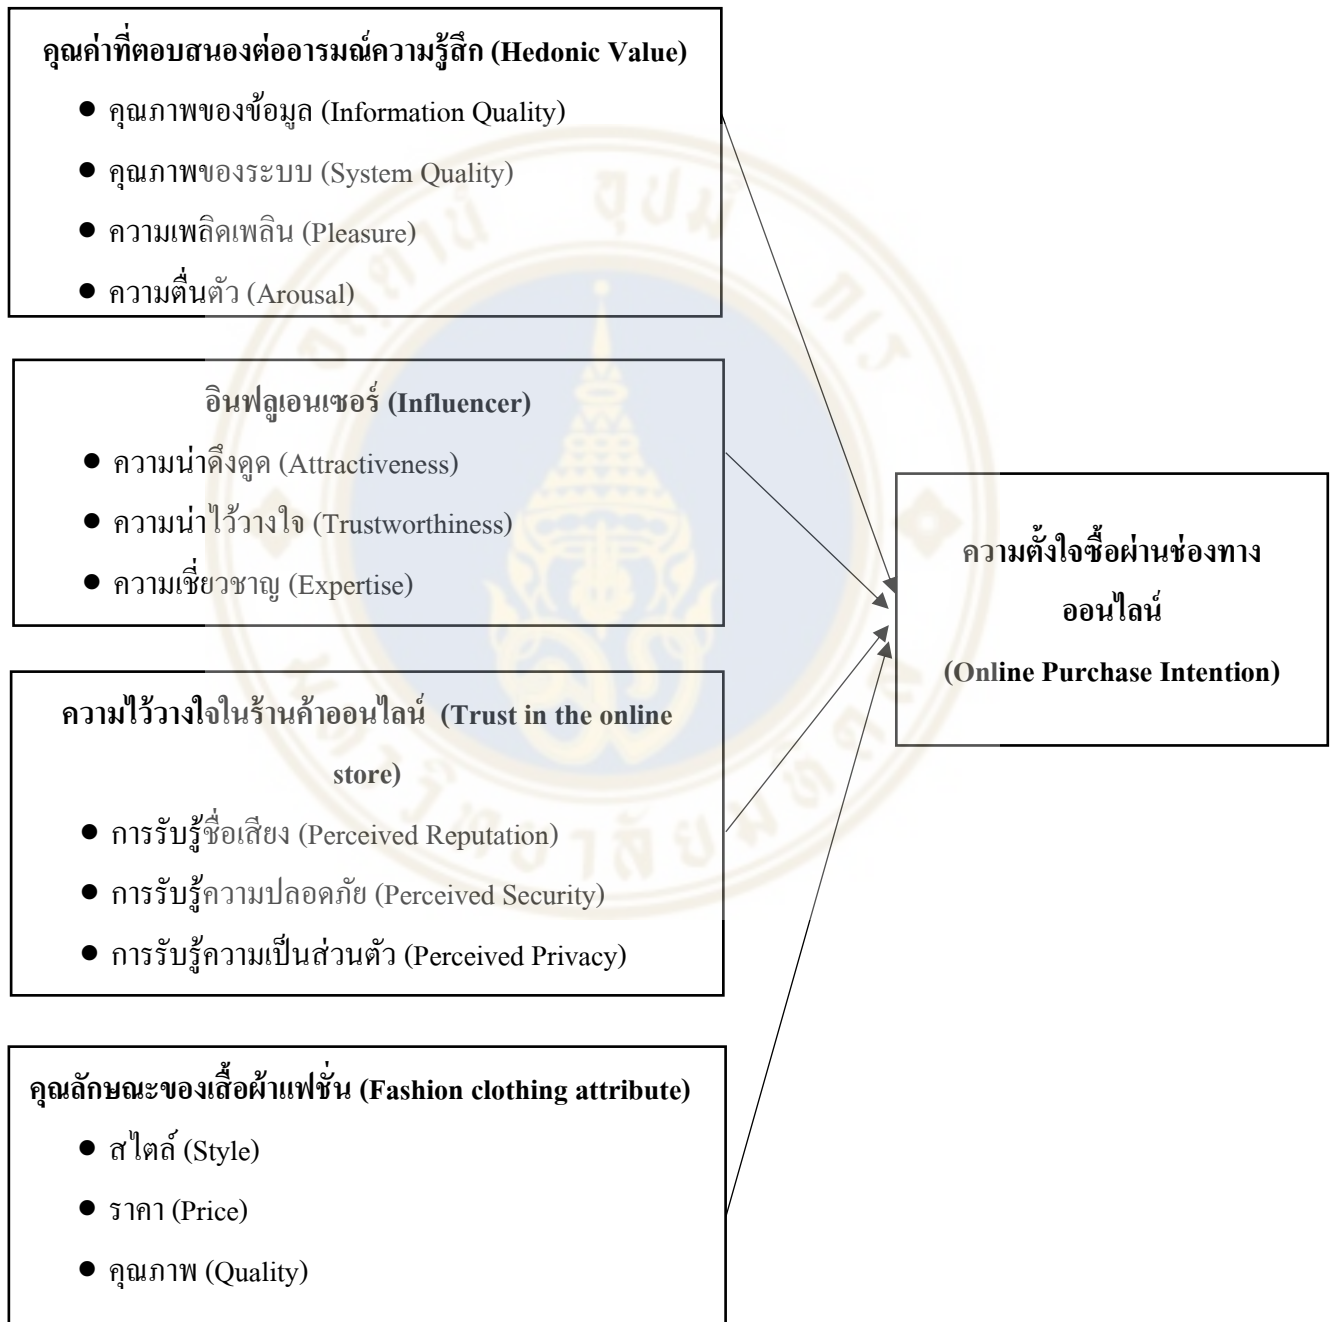 คุณค่าที่ตอบสนองต่ออารมณ์ความรู้สึก (Hedonic Value)
● คุณภาพของข้อมูล (Information Quality)
● คุณภาพของระบบ (System Quality)
● ความเพลิดเพลิน (Pleasure)
● ความตื่นตัว (Arousal)
อินฟลูเอนเซอร์ (Influencer)
● ความน่าดึงดูด (Attractiveness)
● ความน่าไว้วางใจ (Trustworthiness)
● ความเชี่ยวชาญ (Expertise)
ความไว้วางใจในร้านค้าออนไลน์ (Trust in the online
store)
● การรับรู้ชื่อเสียง (Perceived Reputation)
● การรับรู้ความปลอดภัย (Perceived Security)
● การรับรู้ความเป็นส่วนตัว (Perceived Privacy)
คุณลักษณะของเสื้อผ้าแฟชั่น (Fashion clothing attribute)
● สไตล์ (Style)
● ราคา (Price)
● คุณภาพ (Quality)
ความตั้งใจซื้อผ่านช่องทาง
ออนไลน์
(Online Purchase Intention)